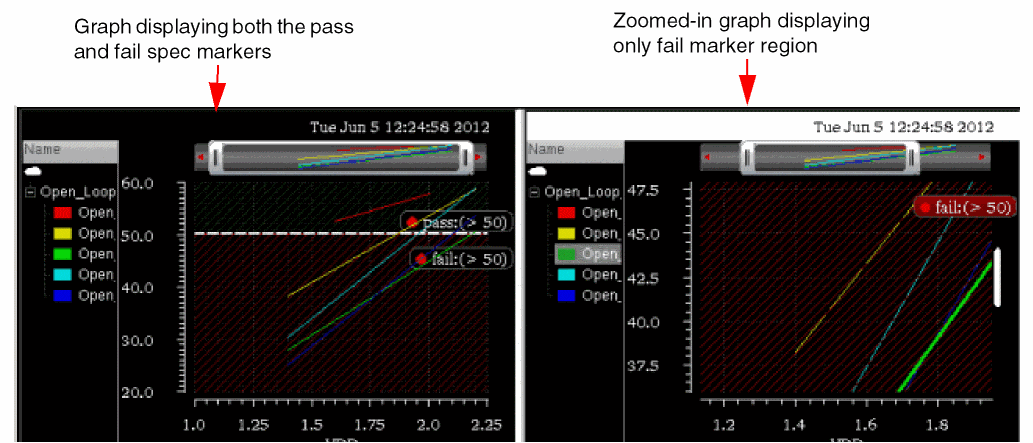 Graph displaying both the pass
and fail spec markers
Zoomed-in graph displaying
only fail marker region
Tue Jun 5 12:24:58 2012
Name
Open_Loop
Open_
Open_
Open_
Open_
Open_
60.0
50.0
40.0
30.0
20.0
pass:(> 50)
fail:(> 50)
1.0 1.25 1.5 1.75 2.0 2.25
Tue Jun 5 12:24:58 2012
Name
Open_Loop
Open_
Open_
Open_
Open_
Open_
47.5
45.0
42.5
40.0
37.5
fail:(> 50)
1.2 1.4 1.6 1.8